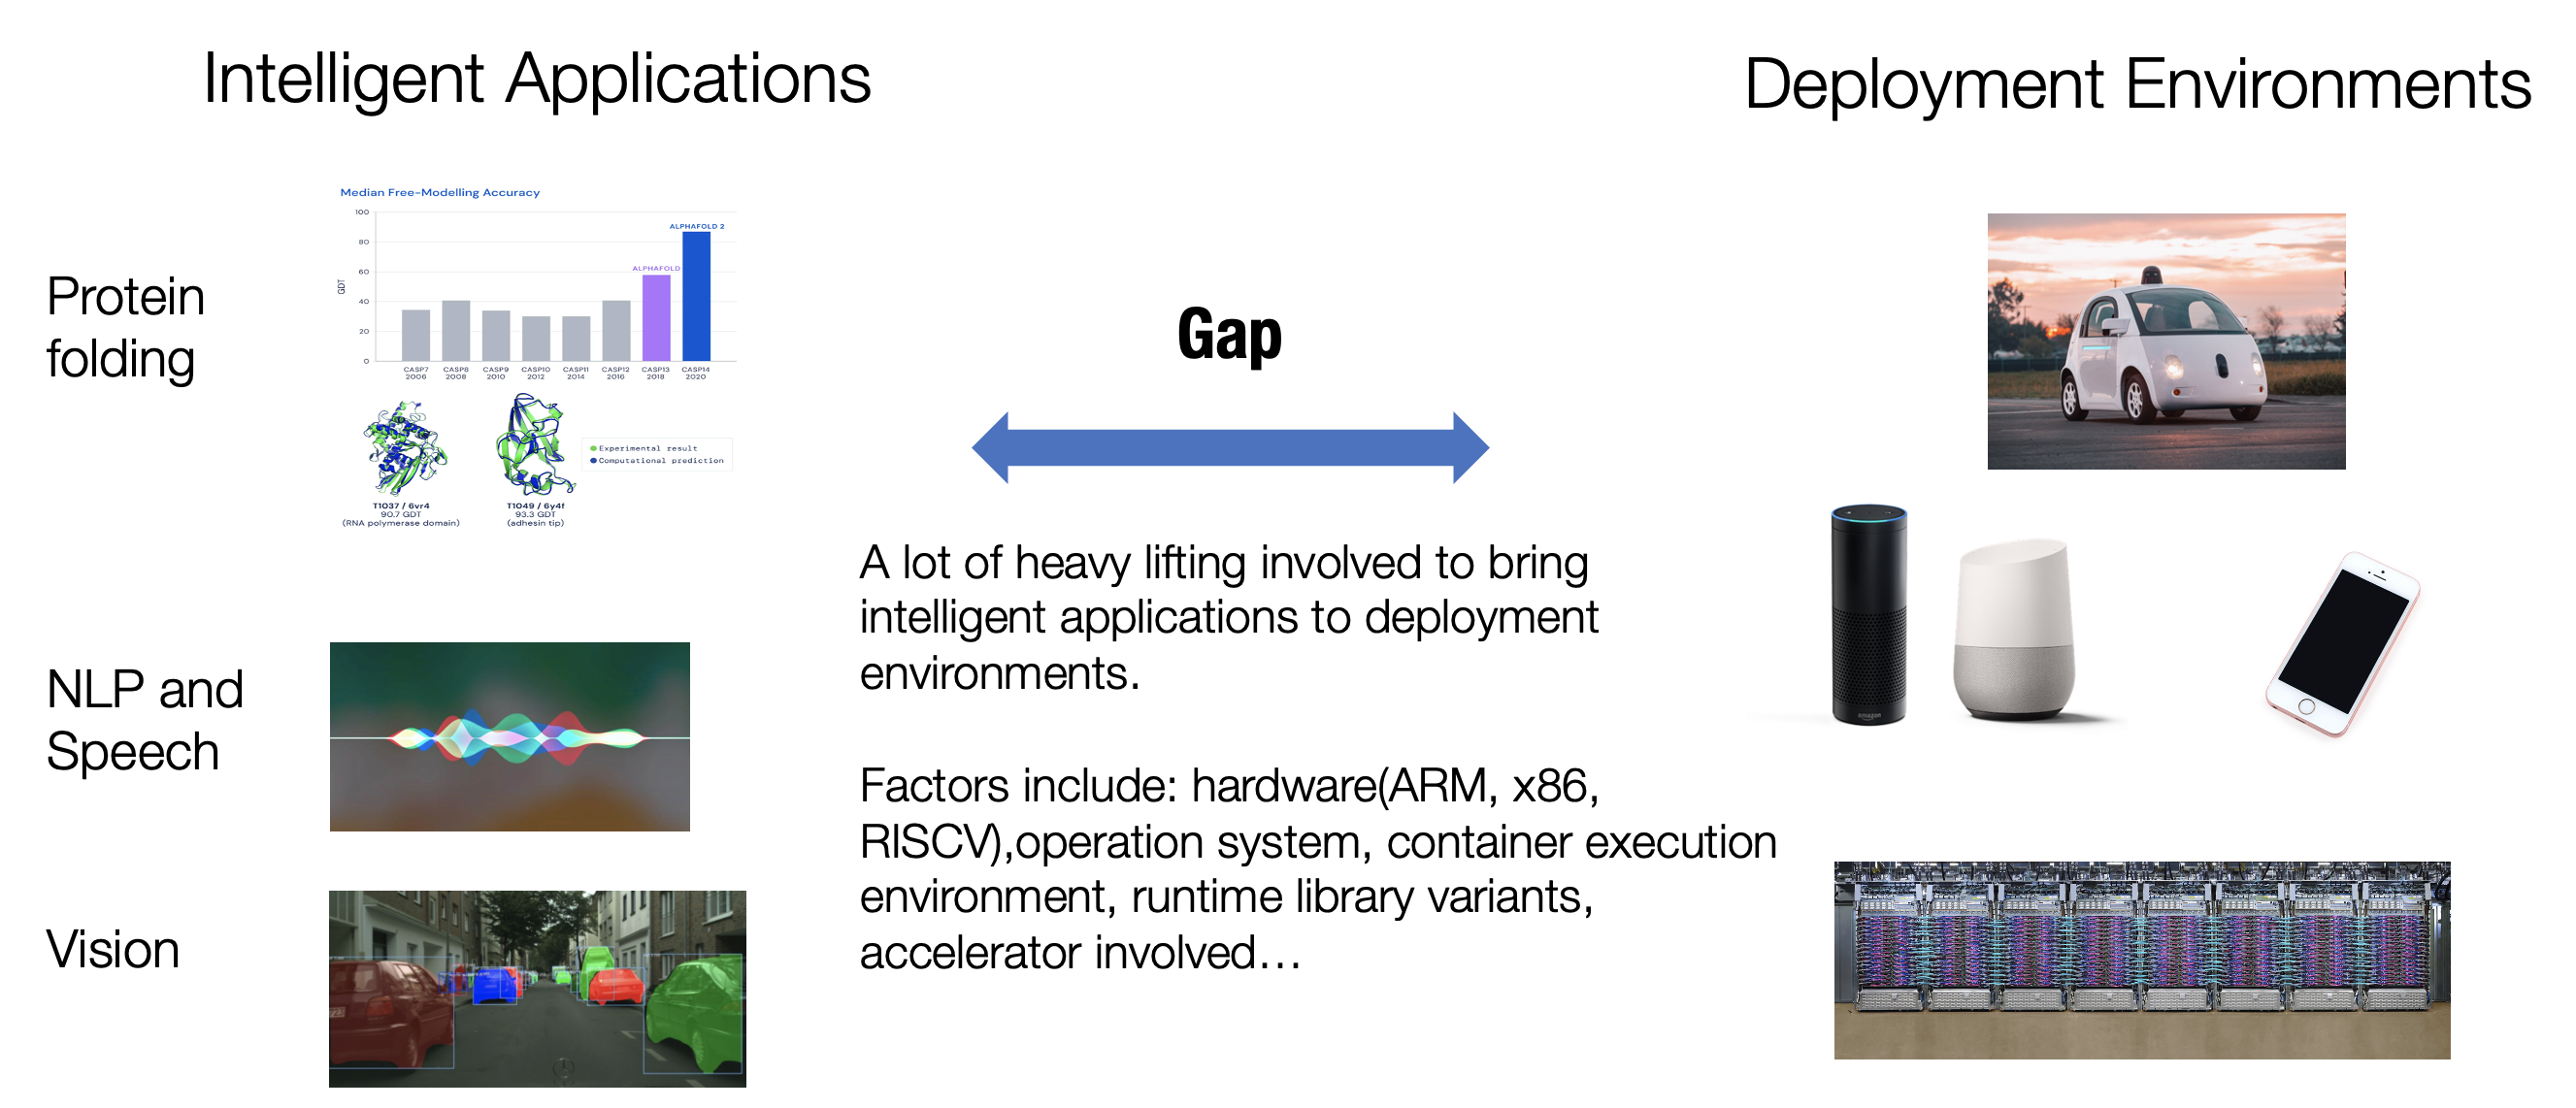 Intelligent Applications
Deployment Environments
Protein
folding
Median Free-Modelling Accuracy
GDT
100
80
60
40
20
0
ALPHAFOLD
ALPHAFOLD 2
CASP7
2006
CASP8
2008
CASP9
2010
CASP10
2012
CASP11
2014
CASP12
2016
CASP13
2018
CASP14
2020
Experimental result
Computational prediction
T1037 / 6vr4
90.7 GDT
(RNA polymerase domain)
T1049 / 6y4f
93.3 GDT
(adhesin tip)
NLP and
Speech
Vision
Gap
A lot of heavy lifting involved to bring
intelligent applications to deployment
environments.
Factors include: hardware(ARM, x86,
RISCV),operation system, container execution
environment, runtime library variants,
accelerator involved…
amazon